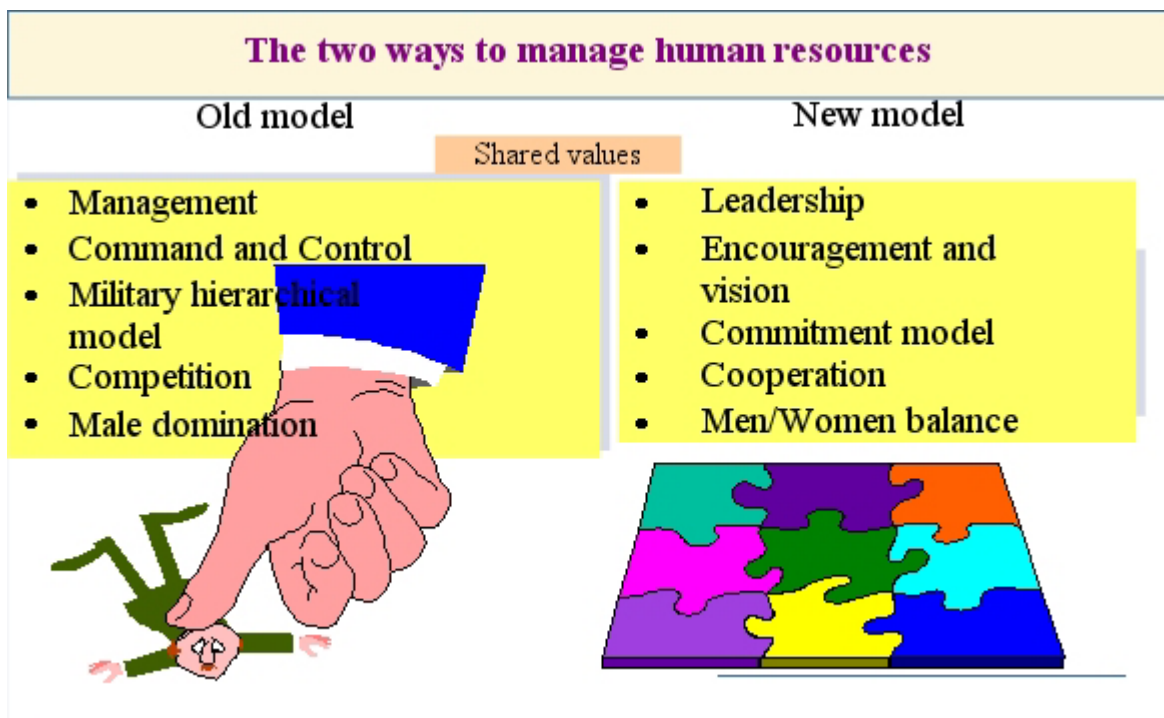 The two ways to manage human resources
Old model
New model
Shared values
• Management
• Command and Control
• Military hierarchical
model
• Competition
• Male domination
• Leadership
• Encouragement and
vision
• Commitment model
• Cooperation
• Men/Women balance